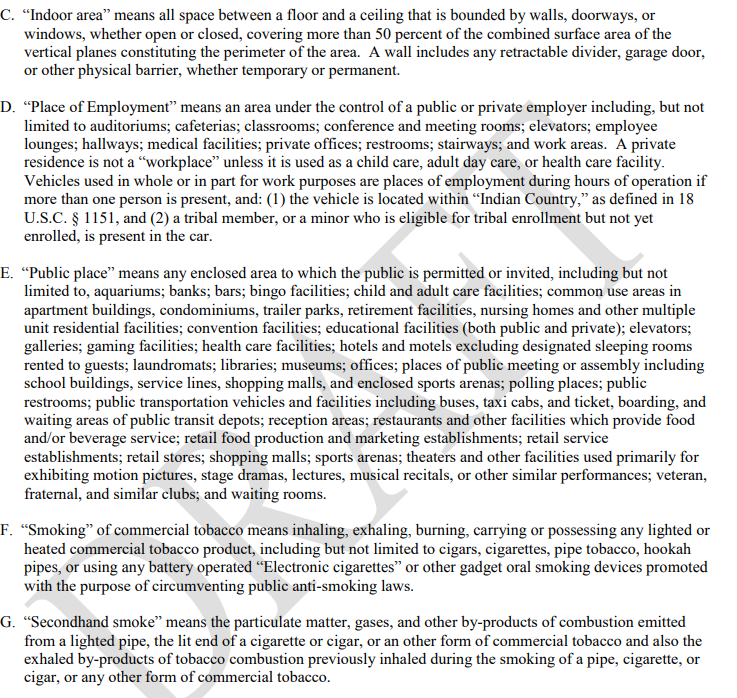 C. “Indoor area” means all space between a floor and a ceiling that is bounded by walls, doorways, or
windows, whether open or closed, covering more than 50 percent of the combined surface area of the
vertical planes constituting the perimeter of the area.  A wall includes any retractable divider, garage door,
or other physical barrier, whether temporary or permanent.
D. “Place of Employment” means an area under the control of a public or private employer including, but not
limited to auditoriums; cafeterias; classrooms; conference and meeting rooms; elevators; employee
lounges; hallways; medical facilities; private offices; restrooms; stairways; and work areas.  A private
residence is not a “workplace” unless it is used as a child care, adult day care, or health care facility.
Vehicles used in whole or in part for work purposes are places of employment during hours of operation if
more than one person is present, and: (1) the vehicle is located within “Indian Country,” as defined in 18
U.S.C. § 1151, and (2) a tribal member, or a minor who is eligible for tribal enrollment but not yet
enrolled, is present in the car.
E. “Public place” means any enclosed area to which the public is permitted or invited, including but not
limited to, aquariums; banks; bars; bingo facilities; child and adult care facilities; common use areas in
apartment buildings, condominiums, trailer parks, retirement facilities, nursing homes and other multiple
unit residential facilities; convention facilities; educational facilities (both public and private); elevators;
galleries; gaming facilities; health care facilities; hotels and motels excluding designated sleeping rooms
rented to guests; laundromats; libraries; museums; offices; places of public meeting or assembly including
school buildings, service lines, shopping malls, and enclosed sports arenas; polling places; public
restrooms; public transportation vehicles and facilities including buses, taxi cabs, and ticket, boarding, and
waiting areas of public transit depots; reception areas; restaurants and other facilities which provide food
and/or beverage service; retail food production and marketing establishments; retail service
establishments; retail stores; shopping malls; sports arenas; theaters and other facilities used primarily for
exhibiting motion pictures, stage dramas, lectures, musical recitals, or other similar performances; veteran,
fraternal, and similar clubs; and waiting rooms.
F. “Smoking” of commercial tobacco means inhaling, exhaling, burning, carrying or possessing any lighted or
heated commercial tobacco product, including but not limited to cigars, cigarettes, pipe tobacco, hookah
pipes, or using any battery operated “Electronic cigarettes” or other gadget oral smoking devices promoted
with the purpose of circumventing public anti-smoking laws.
G. “Secondhand smoke” means the particulate matter, gases, and other by-products of combustion emitted
from a lighted pipe, the lit end of a cigarette or cigar, or an other form of commercial tobacco and also the
exhaled by-products of tobacco combustion previously inhaled during the smoking of a pipe, cigarette, or
cigar, or any other form of commercial tobacco.
DRAFT